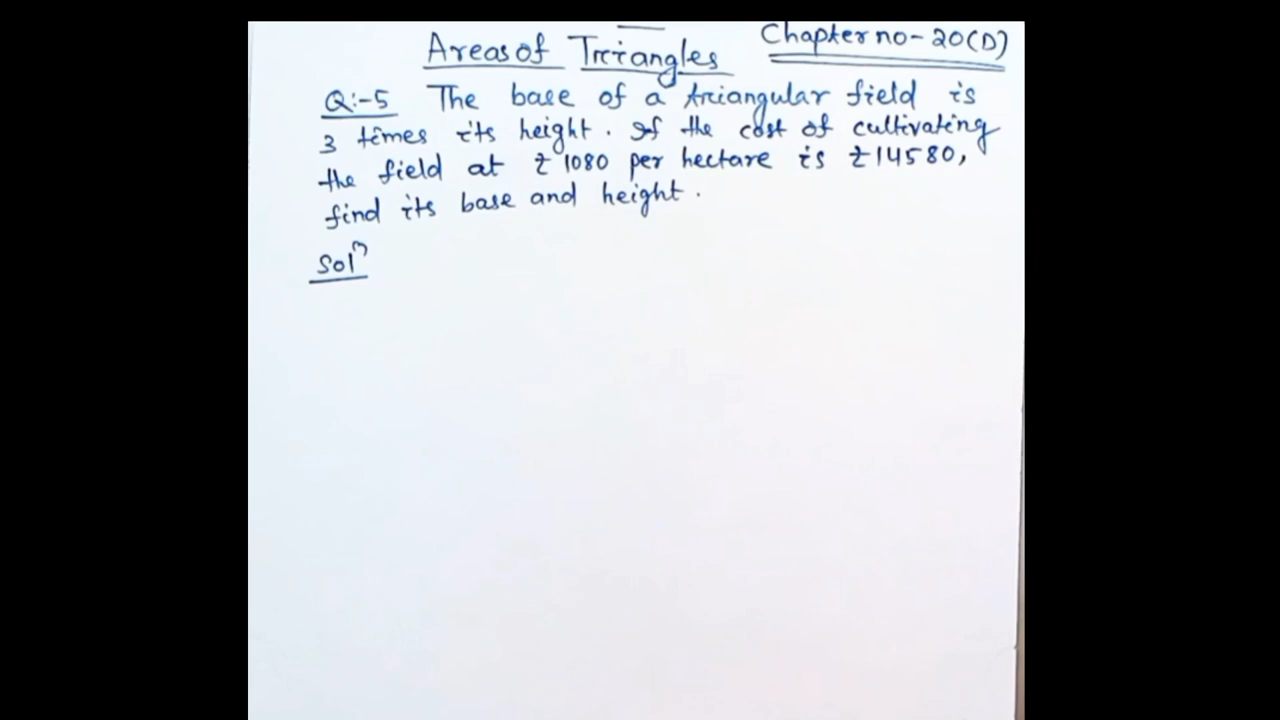 Areas of Triangles
Chapter no - 20(D)
Q:-5 The base of a triangular field is
3 times its height. If the cost of cultivating
the field at ₹ 1080 per hectare is ₹ 14580,
find its base and height.
Solⁿ